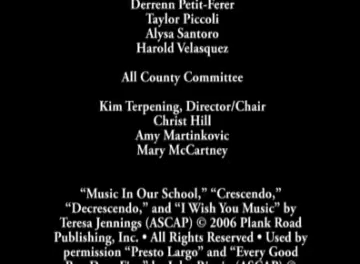 Derrenn Petit-Ferer
Taylor Piccoli
Alysa Santoro
Harold Velasquez
All County Committee
Kim Terpening, Director/Chair
Christ Hill
Amy Martinkovic
Mary McCartney
“Music In Our School,” “Crescendo,”
“Decrescendo,” and “I Wish You Music” by
Teresa Jennings (ASCAP) © 2006 Plank Road
Publishing, Inc. • All Rights Reserved • Used by
permission “Presto Largo” and “Every Good